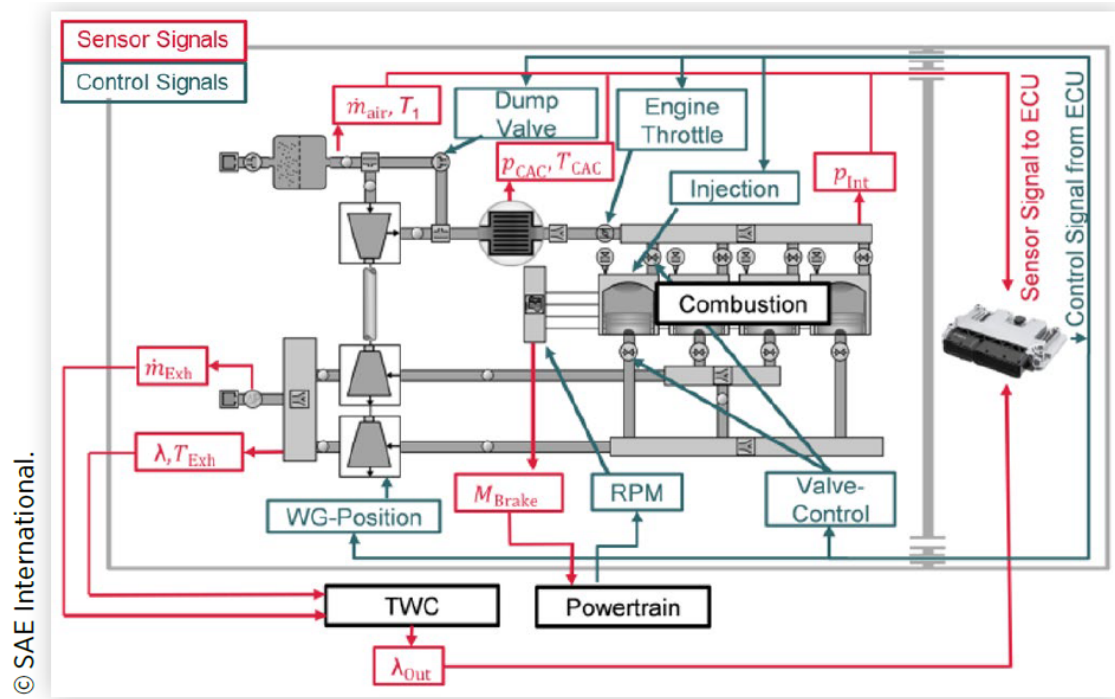 Sensor Signals
Control Signals
ṁair, T1
Dump
Valve
Engine
Throttle
pCAC, TCAC
Injection
pInt
Sensor Signal to ECU
Control Signal from ECU
Combustion
ṁExh
λ, TExh
WG-Position
MBrake
RPM
Valve-
Control
TWC
Powertrain
λOut
© SAE International.